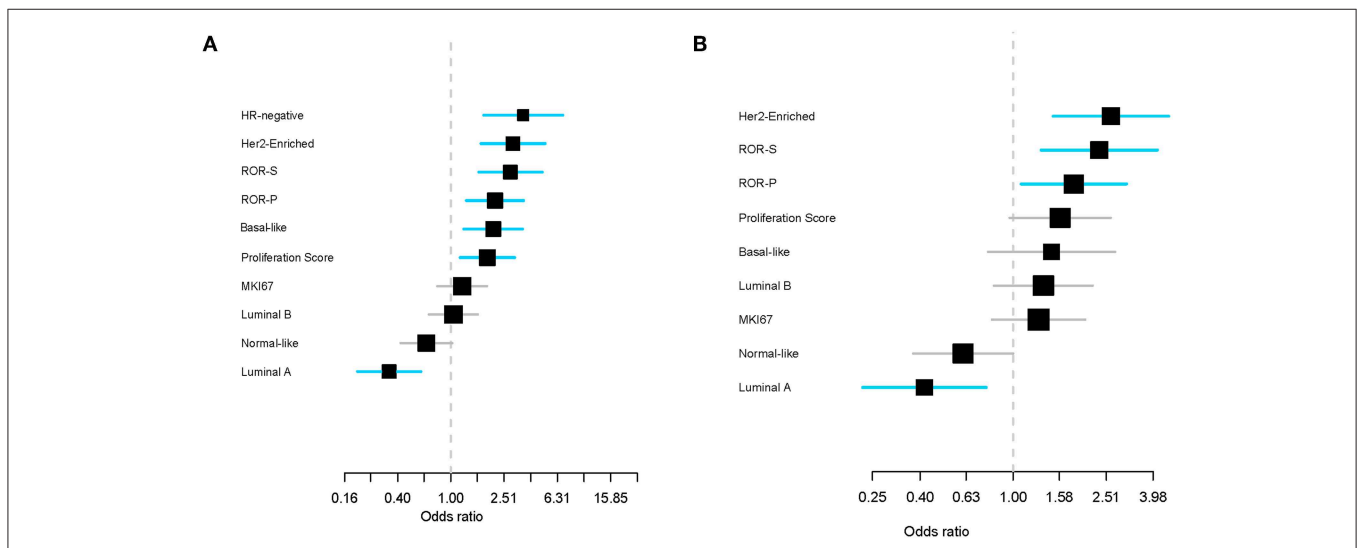 A
HR-negative
Her2-Enriched
ROR-S
ROR-P
Basal-like
Proliferation Score
MKI67
Luminal B
Normal-like
Luminal A
0.16 0.40 1.00 2.51 6.31 15.85
Odds ratio
B
Her2-Enriched
ROR-S
ROR-P
Proliferation Score
Basal-like
Luminal B
MKI67
Normal-like
Luminal A
0.25 0.40 0.63 1.00 1.58 2.51 3.98
Odds ratio